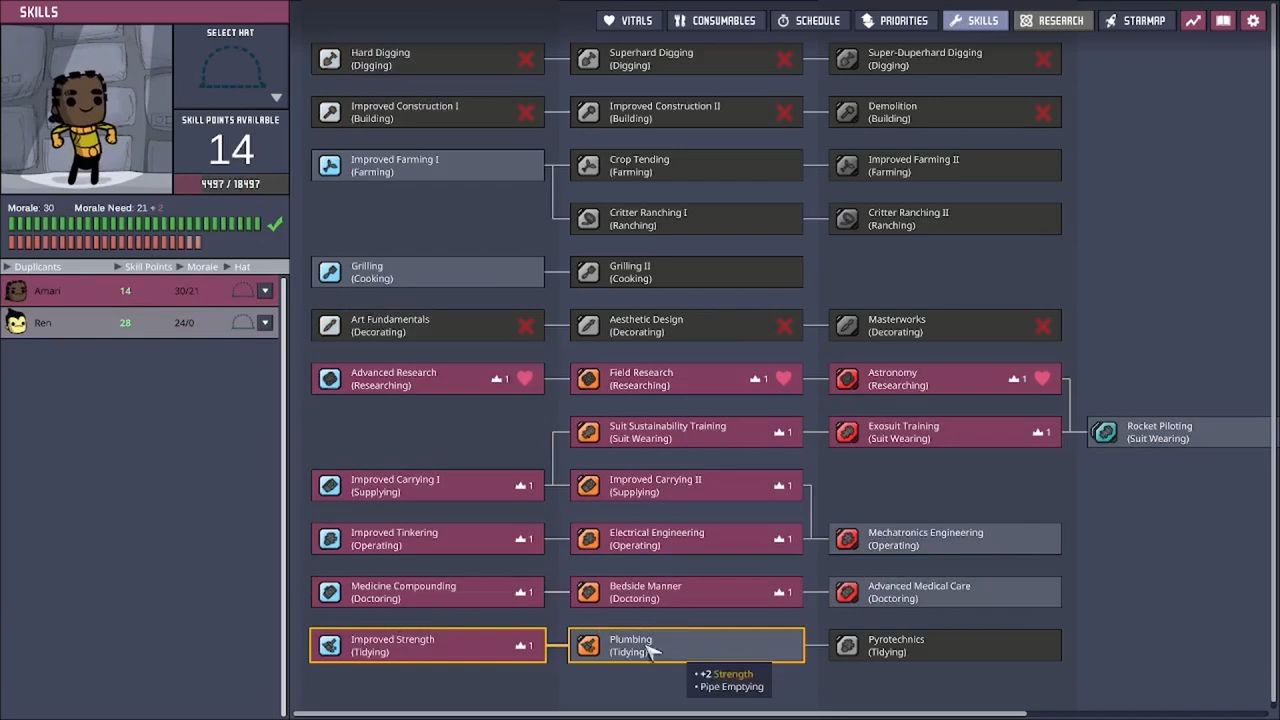 SKILLS
VITALS
CONSUMABLES
SCHEDULE
PRIORITIES
SKILLS
RESEARCH
STARMAP
SELECT HAT
SKILL POINTS AVAILABLE
14
4497 / 18497
Morale: 30 Morale Need: 21 + 2
Duplicants Skill Points Morale Hat
Amari 14 30/21
Ren 28 24/0
Hard Digging
(Digging)
Superhard Digging
(Digging)
Super-Duperhard Digging
(Digging)
Improved Construction I
(Building)
Improved Construction II
(Building)
Demolition
(Building)
Improved Farming I
(Farming)
Crop Tending
(Farming)
Improved Farming II
(Farming)
Critter Ranching I
(Ranching)
Critter Ranching II
(Ranching)
Grilling
(Cooking)
Grilling II
(Cooking)
Art Fundamentals
(Decorating)
Aesthetic Design
(Decorating)
Masterworks
(Decorating)
Advanced Research
(Researching)
1
Field Research
(Researching)
1
Astronomy
(Researching)
1
Suit Sustainability Training
(Suit Wearing)
1
Exosuit Training
(Suit Wearing)
1
Rocket Piloting
(Suit Wearing)
Improved Carrying I
(Supplying)
1
Improved Carrying II
(Supplying)
1
Improved Tinkering
(Operating)
1
Electrical Engineering
(Operating)
1
Mechatronics Engineering
(Operating)
Medicine Compounding
(Doctoring)
1
Bedside Manner
(Doctoring)
1
Advanced Medical Care
(Doctoring)
Improved Strength
(Tidying)
1
Plumbing
(Tidying)
Pyrotechnics
(Tidying)
• +2 Strength
• Pipe Emptying